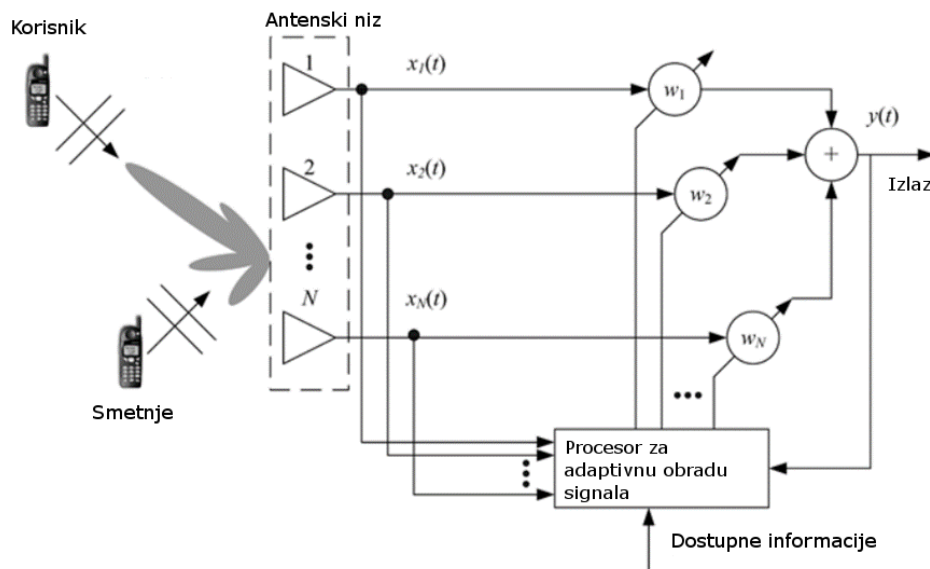 Antenski niz
Korisnik
1
x1(t)
w1
y(t)
2
x2(t)
w2
+
Izlaz
N
xN(t)
wN
Smetnje
Procesor za
adaptivnu obradu
signala
Dostupne informacije